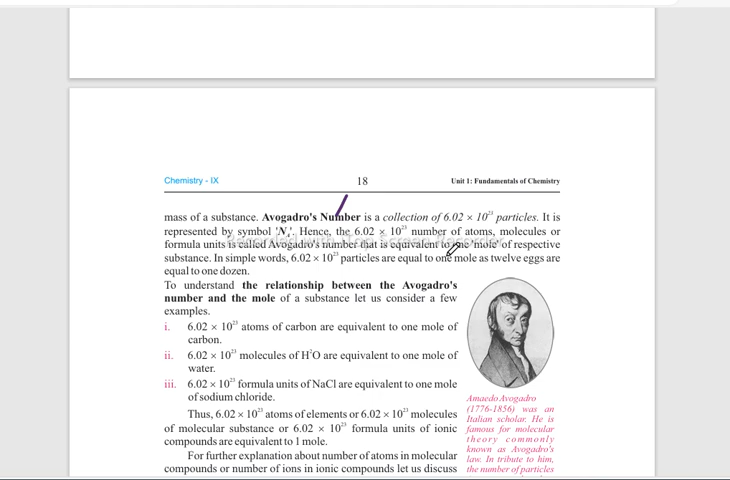 Chemistry - IX 18 Unit 1: Fundamentals of Chemistry
mass of a substance. Avogadro's Number is a collection of 6.02 × 10²³ particles. It is
represented by symbol 'Nₐ'. Hence, the 6.02 × 10²³ number of atoms, molecules or
formula units is called Avogadro's number that is equivalent to one 'mole' of respective
substance. In simple words, 6.02 × 10²³ particles are equal to one mole as twelve eggs are
equal to one dozen.
To understand the relationship between the Avogadro's
number and the mole of a substance let us consider a few
examples.
i. 6.02 × 10²³ atoms of carbon are equivalent to one mole of
carbon.
ii. 6.02 × 10²³ molecules of H²O are equivalent to one mole of
water.
iii. 6.02 × 10²³ formula units of NaCl are equivalent to one mole
of sodium chloride.
Thus, 6.02 × 10²³ atoms of elements or 6.02 × 10²³ molecules
of molecular substance or 6.02 × 10²³ formula units of ionic
compounds are equivalent to 1 mole.
For further explanation about number of atoms in molecular
compounds or number of ions in ionic compounds let us discuss
Amaedo Avogadro
(1776-1856) was an
Italian scholar. He is
famous for molecular
theory commonly
known as Avogadro's
law. In tribute to him,
the number of particles
Recorded with iTop Screen Recorder